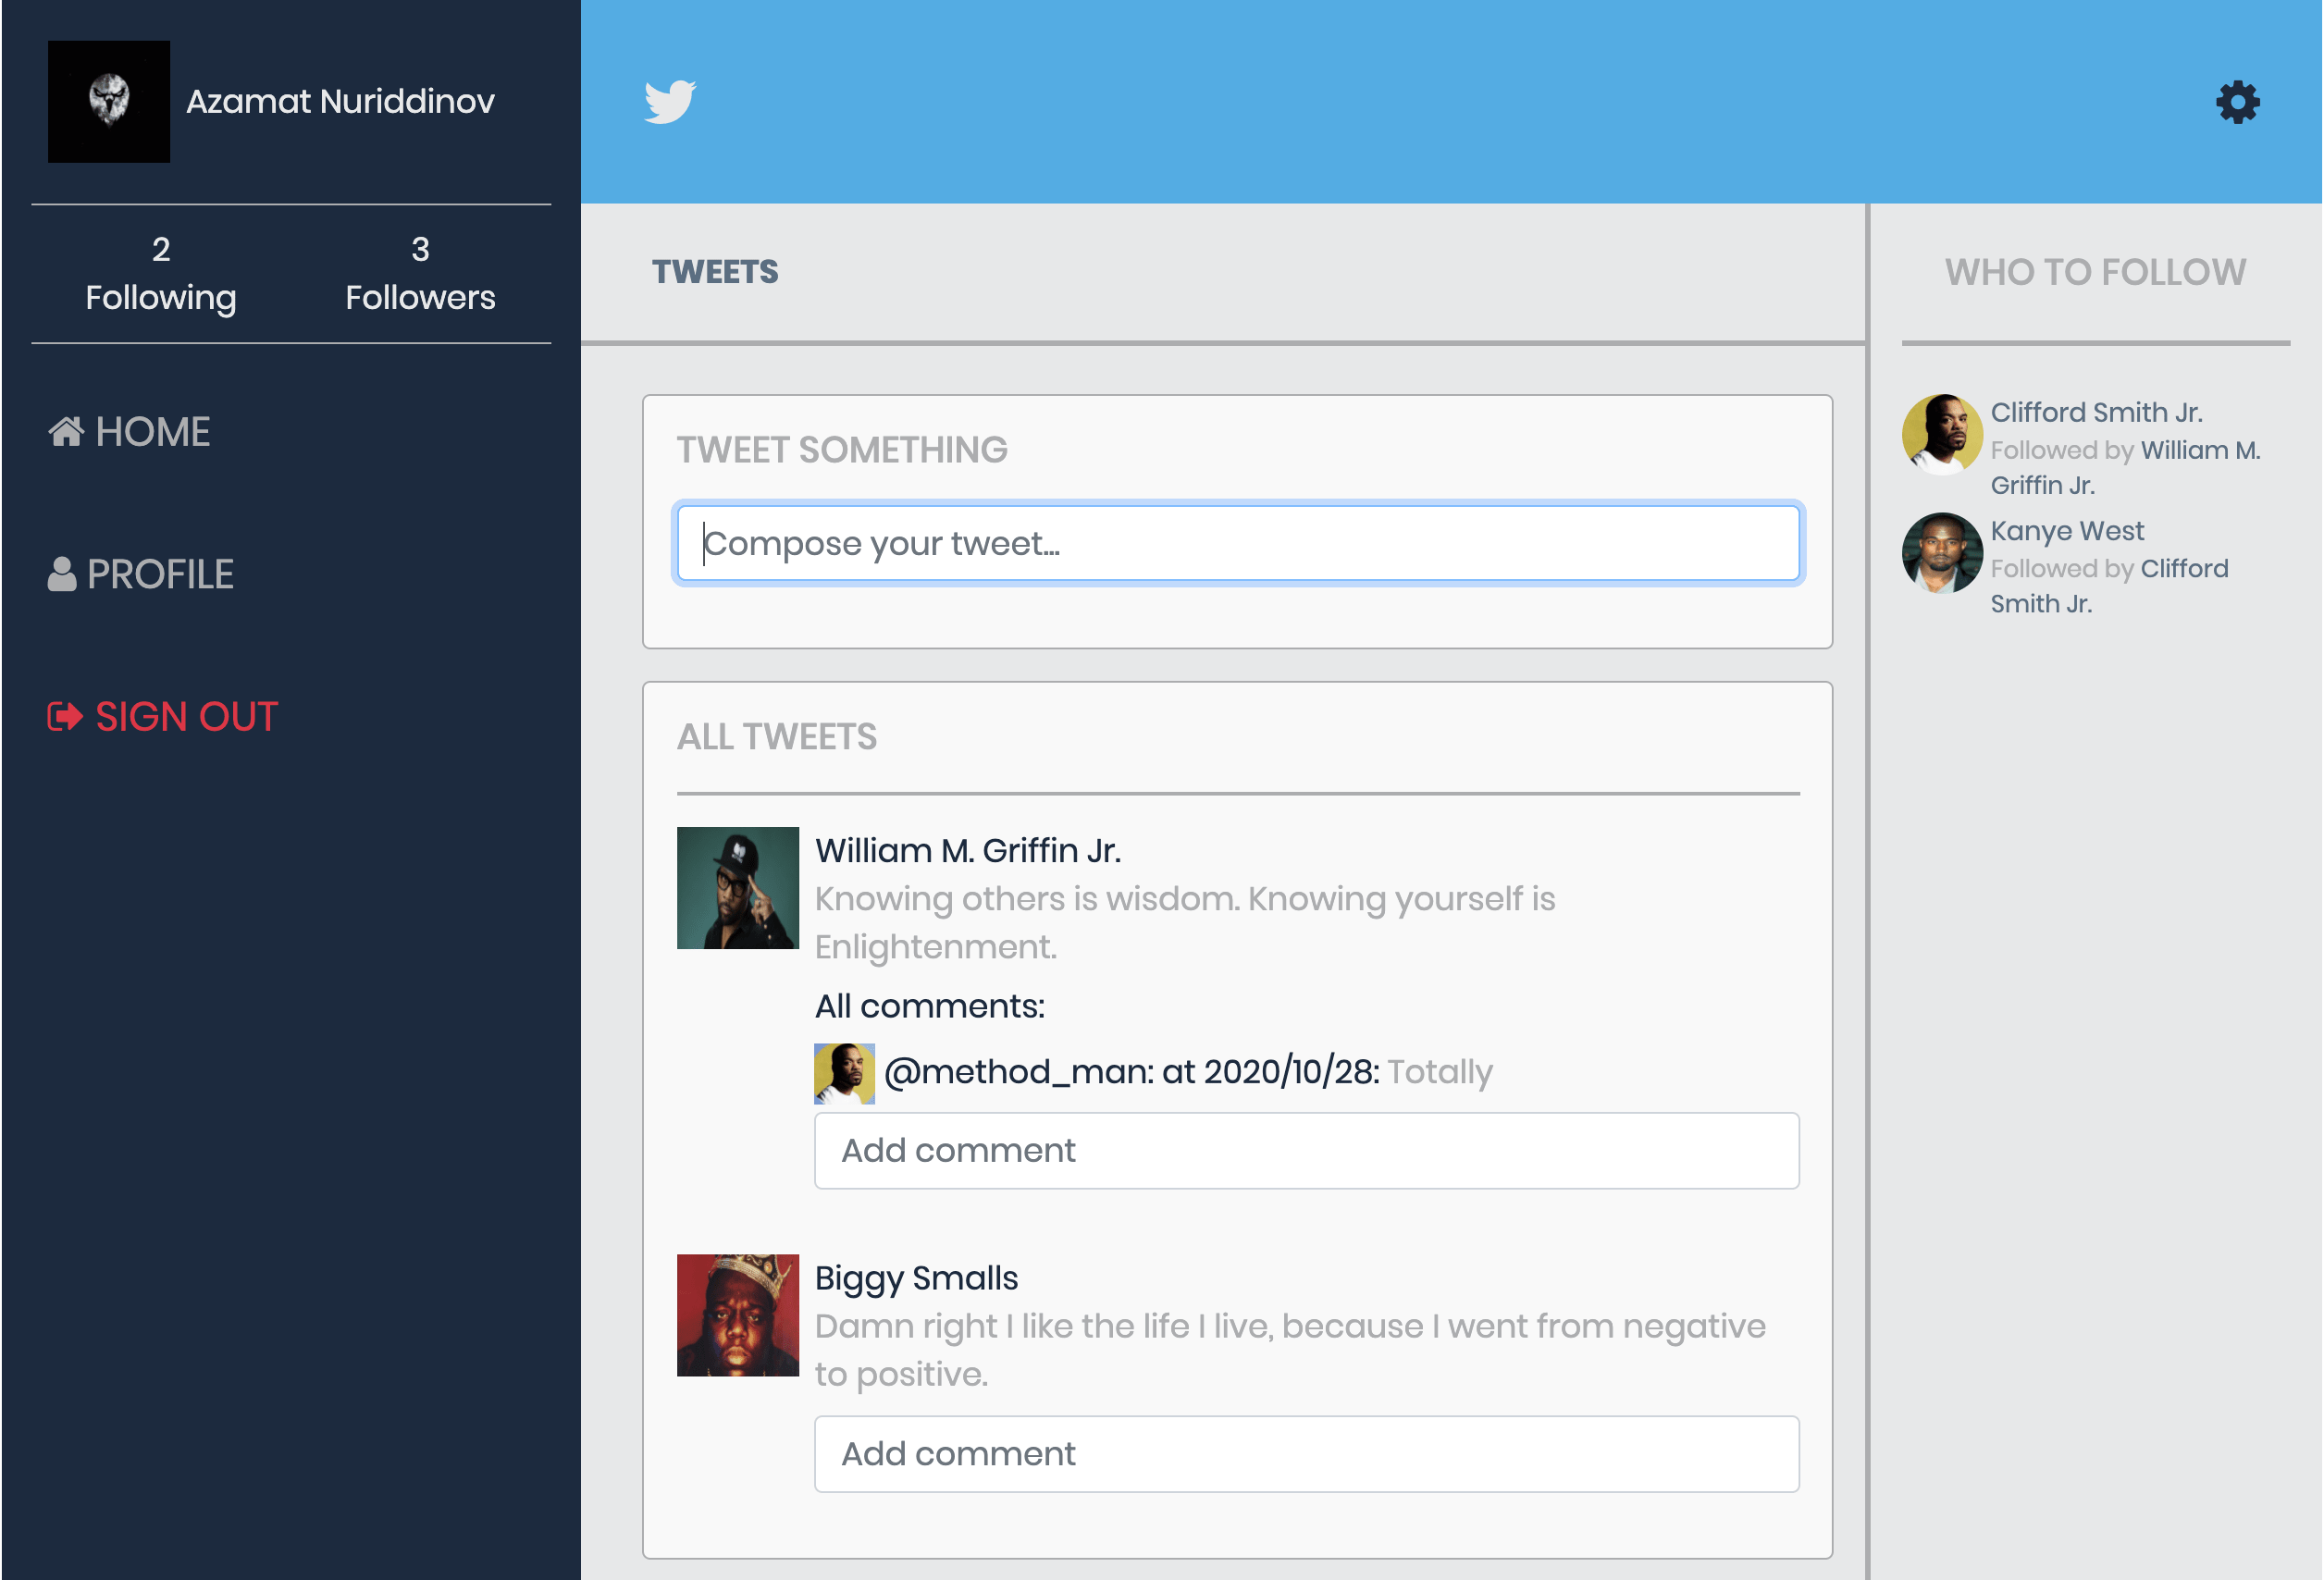 Azamat Nuriddinov
2 3
Following Followers
HOME
PROFILE
SIGN OUT
TWEETS
TWEET SOMETHING
Compose your tweet...
ALL TWEETS
William M. Griffin Jr.
Knowing others is wisdom. Knowing yourself is
Enlightenment.
All comments:
@method_man: at 2020/10/28: Totally
Add comment
Biggy Smalls
Damn right I like the life I live, because I went from negative
to positive.
Add comment
WHO TO FOLLOW
Clifford Smith Jr.
Followed by William M.
Griffin Jr.
Kanye West
Followed by Clifford
Smith Jr.